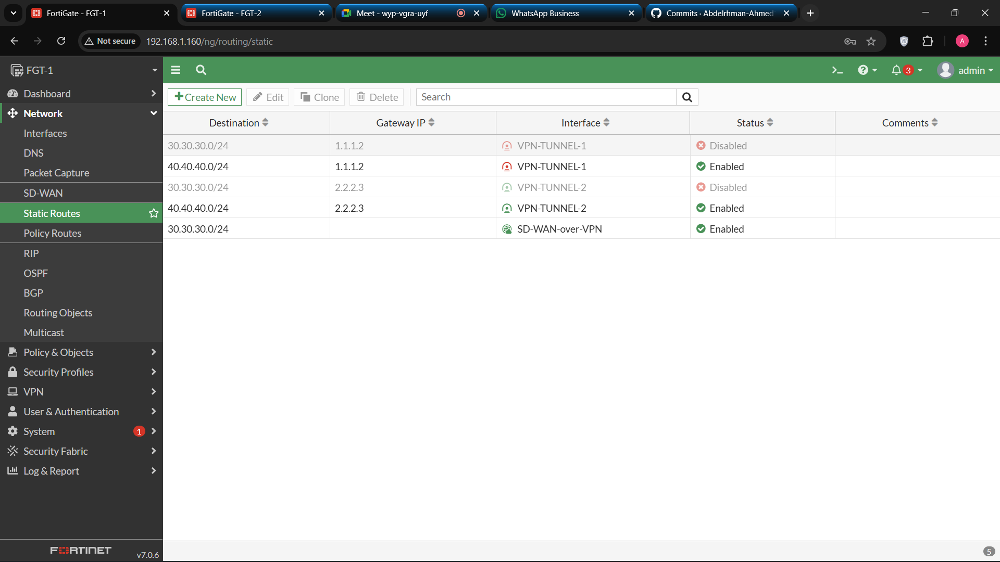 FortiGate - FGT-1
FortiGate - FGT-2
Meet - wyp-vgra-uyf
WhatsApp Business
Commits · Abdelrhman-Ahmed
Not secure
192.168.1.160/ng/routing/static
A
FGT-1
3
admin
Dashboard
Network
Interfaces
DNS
Packet Capture
SD-WAN
Static Routes
Policy Routes
RIP
OSPF
BGP
Routing Objects
Multicast
Policy & Objects
Security Profiles
VPN
User & Authentication
System 1
Security Fabric
Log & Report
FORTINET v7.0.6
Create New Edit Clone Delete Search
Destination Gateway IP Interface Status Comments
30.30.30.0/24 1.1.1.2 VPN-TUNNEL-1 Disabled
40.40.40.0/24 1.1.1.2 VPN-TUNNEL-1 Enabled
30.30.30.0/24 2.2.2.3 VPN-TUNNEL-2 Disabled
40.40.40.0/24 2.2.2.3 VPN-TUNNEL-2 Enabled
30.30.30.0/24 SD-WAN-over-VPN Enabled
5